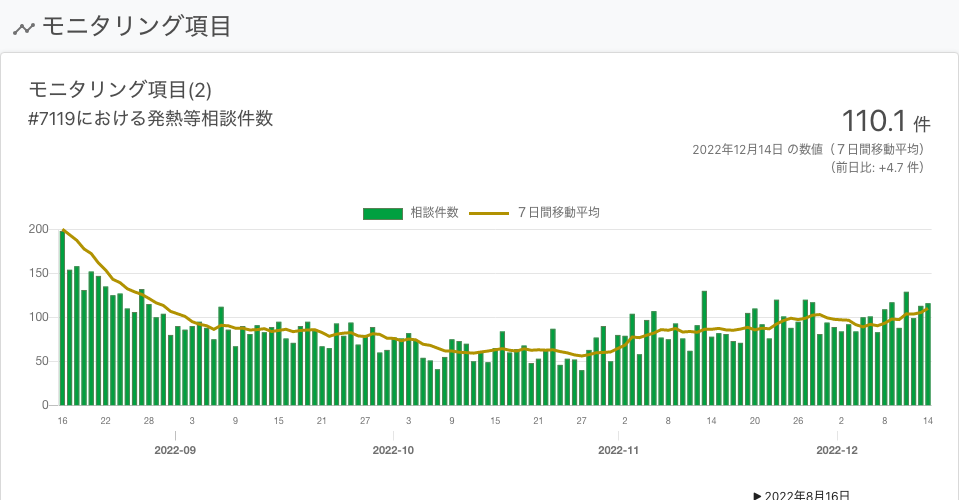 モニタリング項目
モニタリング項目(2)
#7119における発熱等相談件数
110.1 件
2022年12月14日 の数値（７日間移動平均）
（前日比: +4.7 件）
相談件数 ７日間移動平均
200
150
100
50
0
16 22 28 3 9 15 21 27 3 9 15 21 27 2 8 14 20 26 2 8 14
2022-09 2022-10 2022-11 2022-12
▶ 2022年8月16日